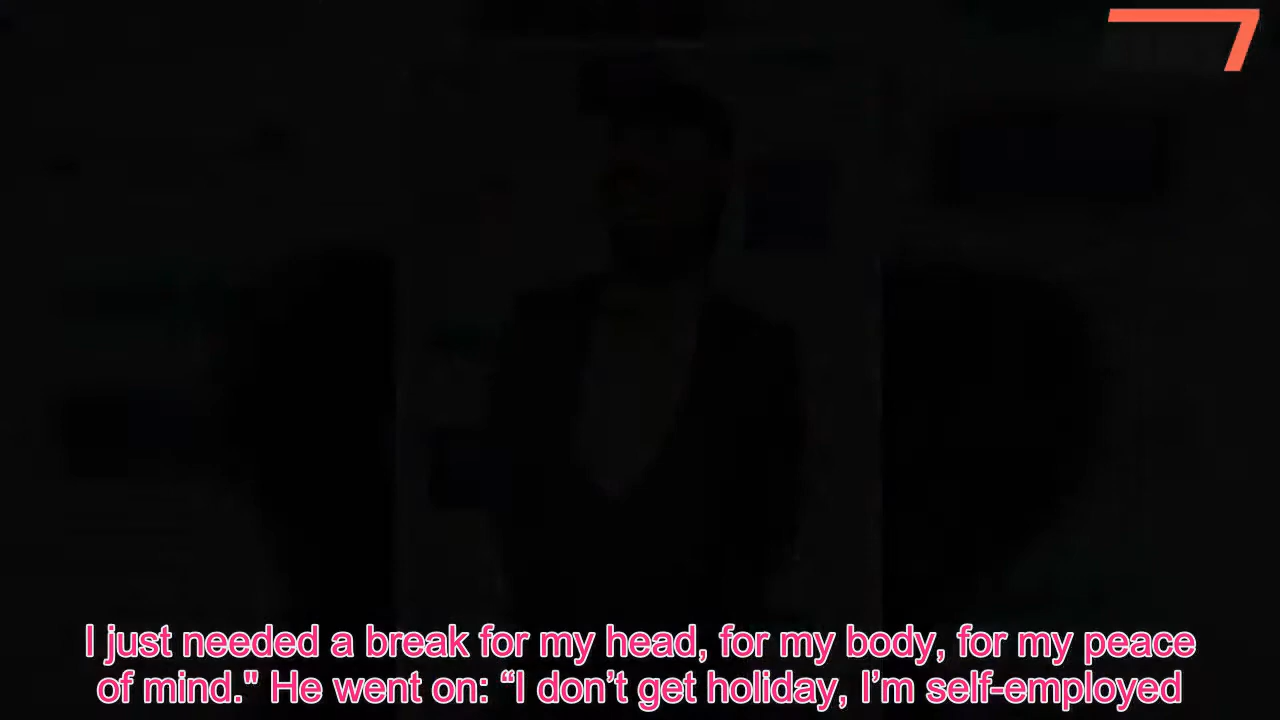 I just needed a break for my head, for my body, for my peace
of mind." He went on: “I don’t get holiday, I’m self-employed